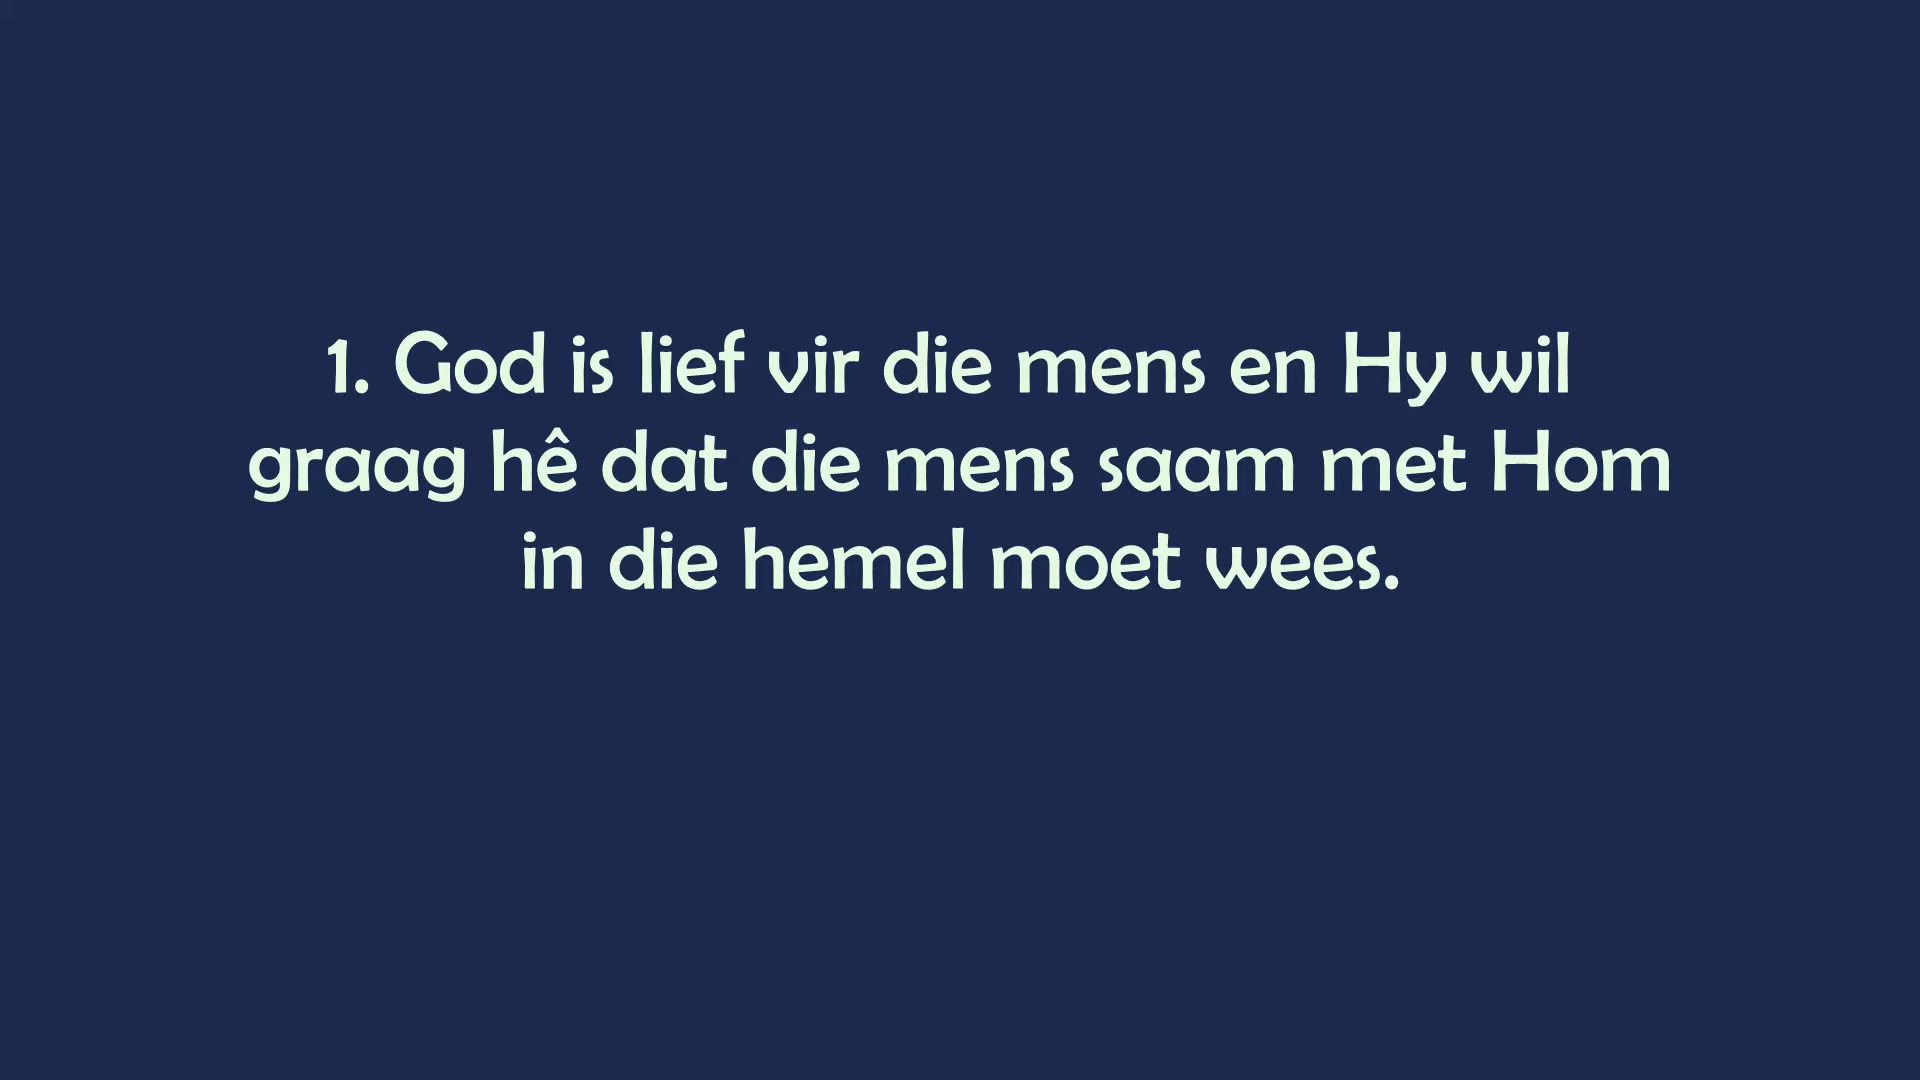 1. God is lief vir die mens en Hy wil
graag hê dat die mens saam met Hom
in die hemel moet wees.